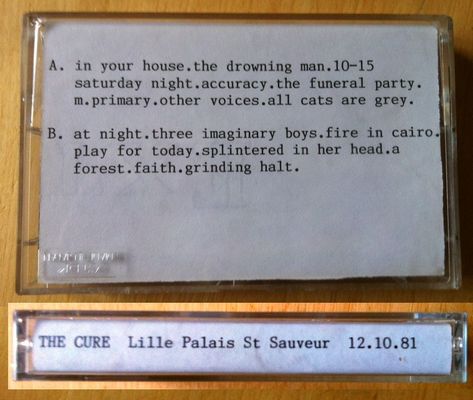 A. in your house.the drowning man.10-15
saturday night.accuracy.the funeral party.
m.primary.other voices.all cats are grey.
B. at night.three imaginary boys.fire in cairo.
play for today.splintered in her head.a
forest.faith.grinding halt.
THE CURE Lille Palais St Sauveur 12.10.81